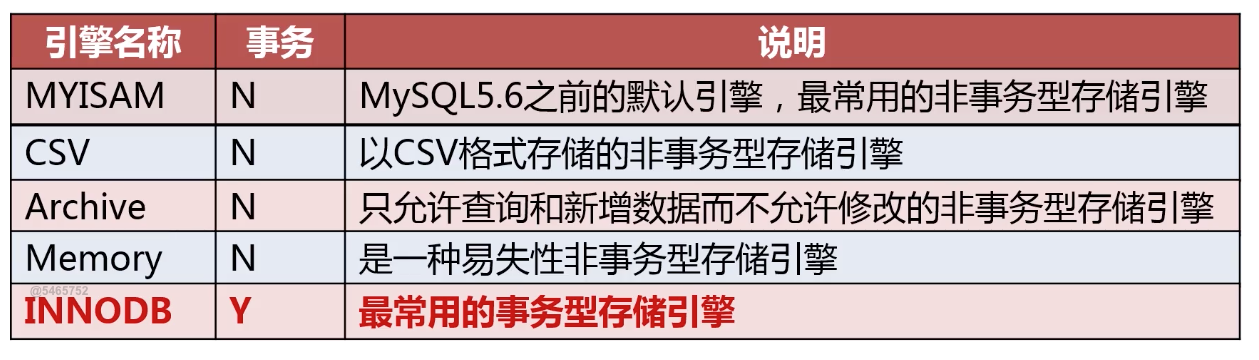 引擎名称 事务 说明
MYISAM N MySQL5.6之前的默认引擎，最常用的非事务型存储引擎
CSV N 以CSV格式存储的非事务型存储引擎
Archive N 只允许查询和新增数据而不允许修改的非事务型存储引擎
Memory N 是一种易失性非事务型存储引擎
@5465752
INNODB Y 最常用的事务型存储引擎